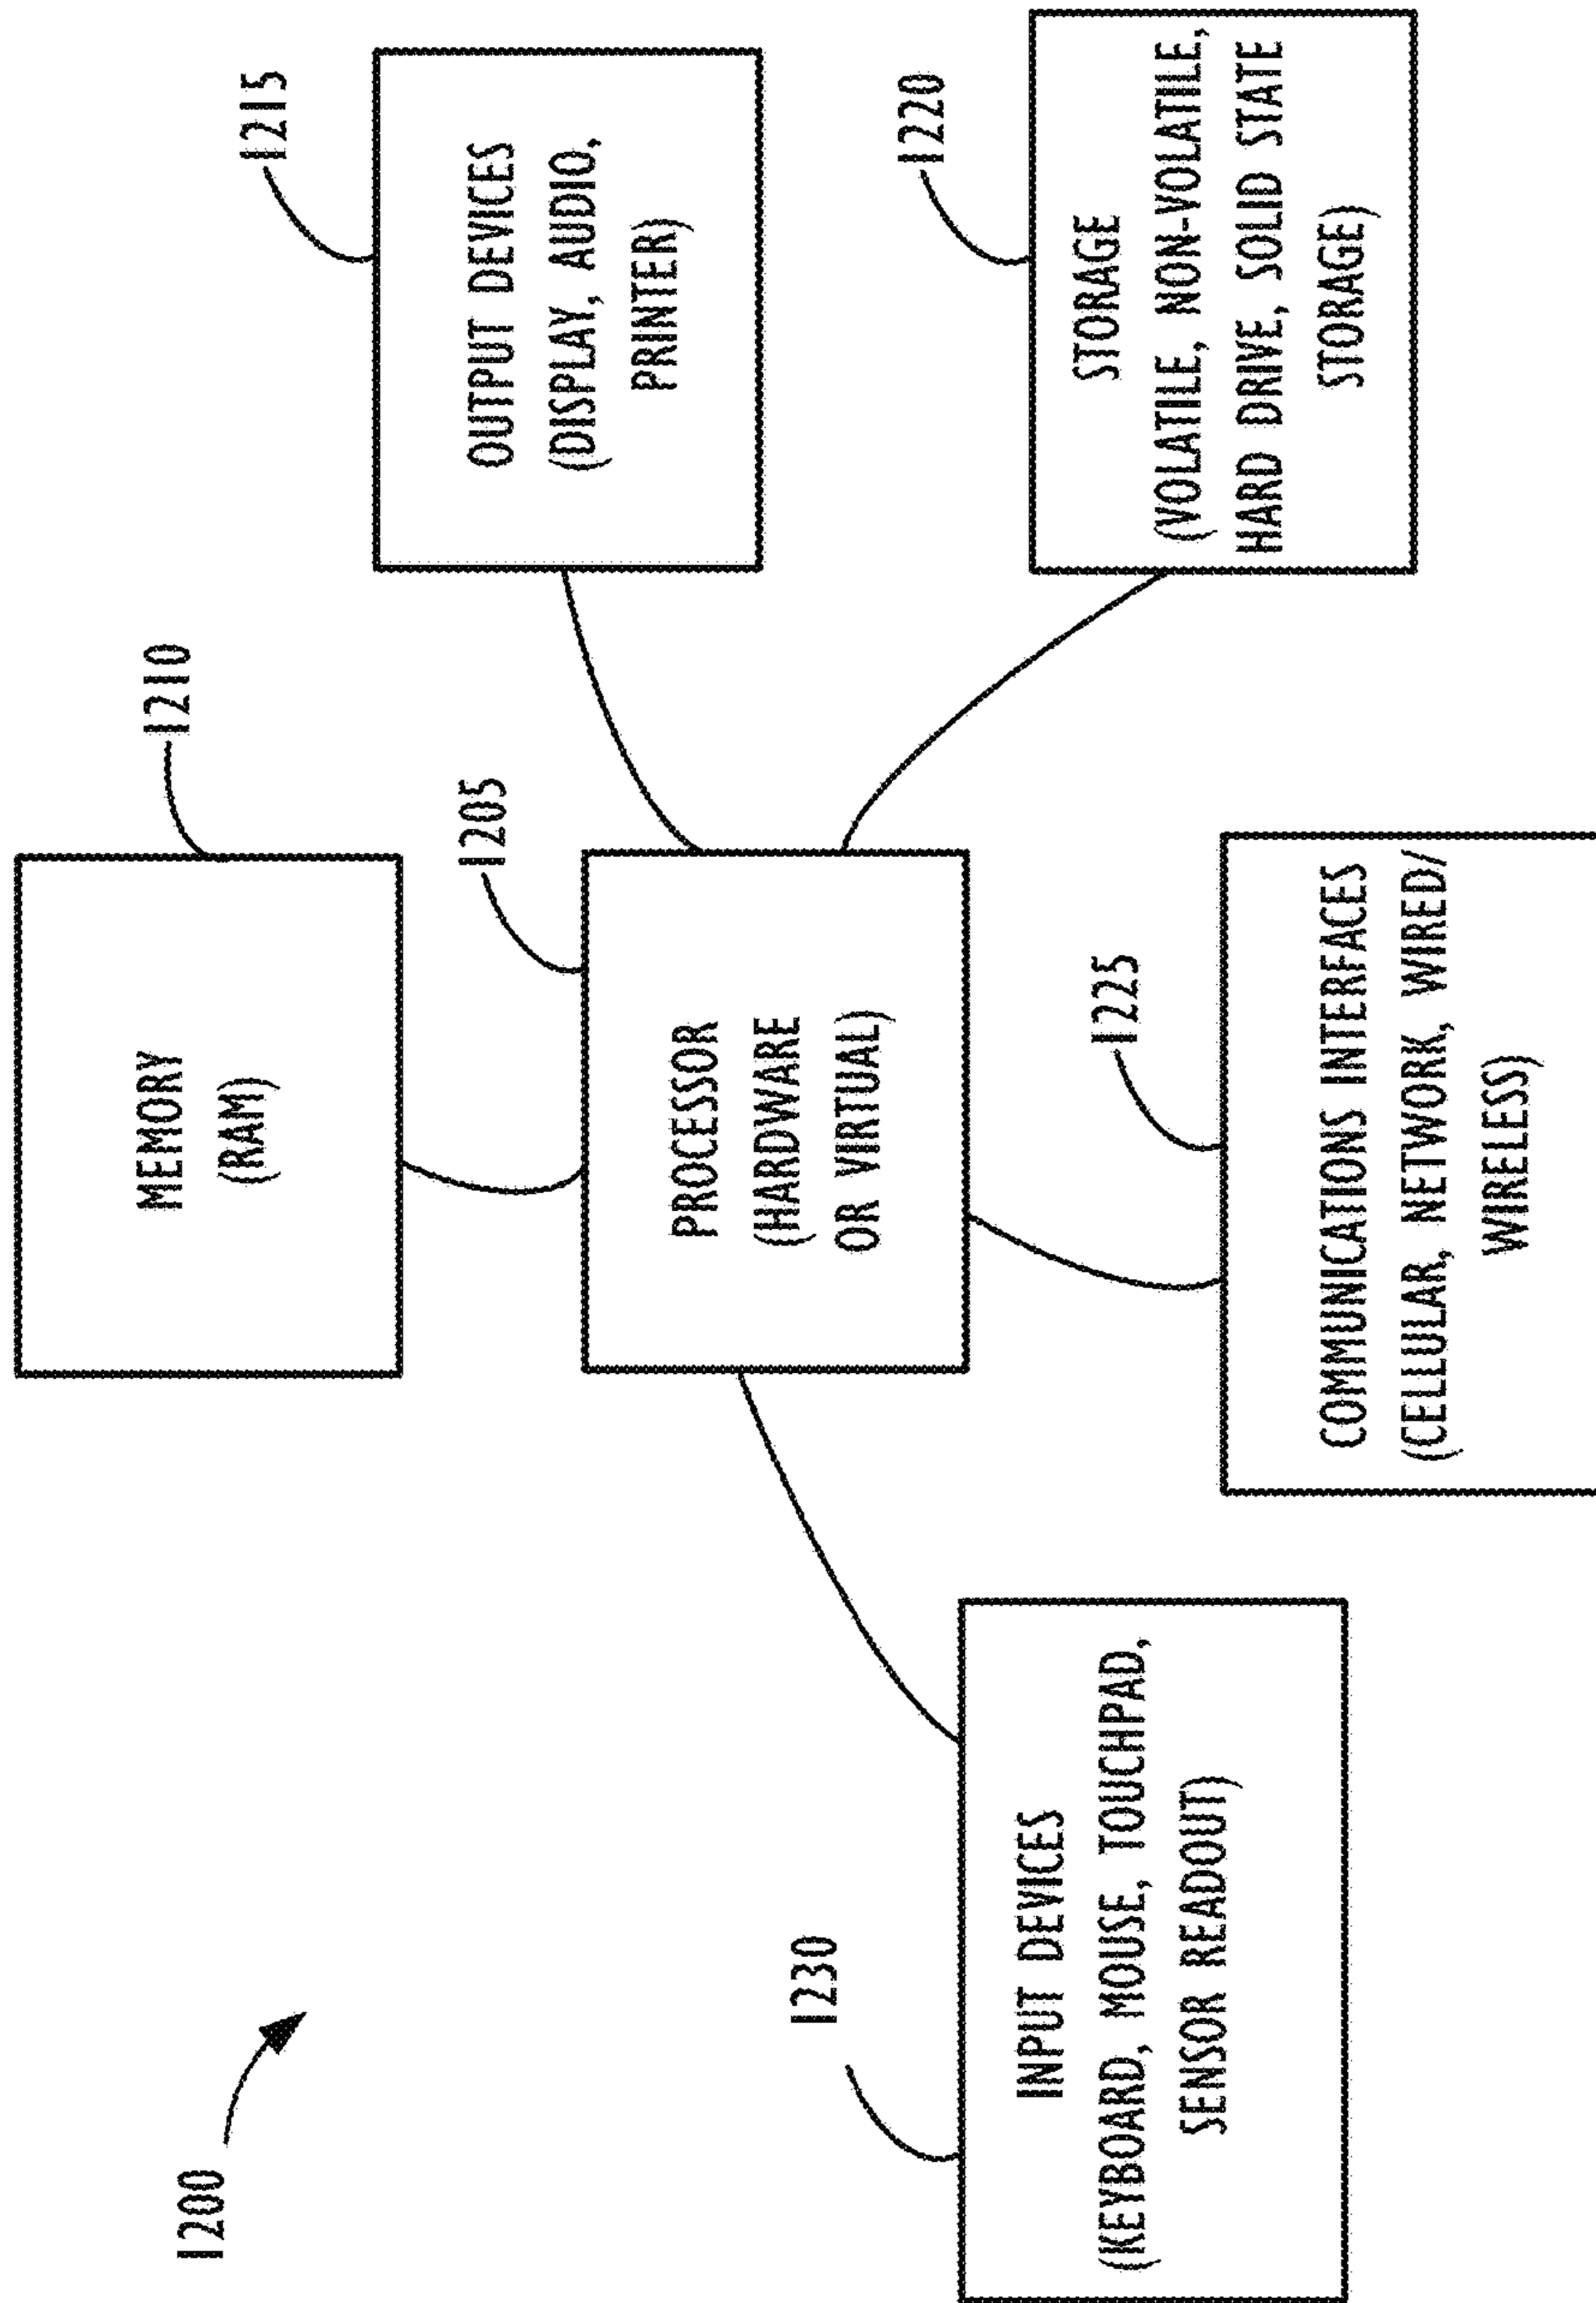 1200
1210
MEMORY
(RAM)
1215
OUTPUT DEVICES
(DISPLAY, AUDIO,
PRINTER)
1205
PROCESSOR
(HARDWARE
OR VIRTUAL)
1220
STORAGE
(VOLATILE, NON-VOLATILE,
HARD DRIVE, SOLID STATE
STORAGE)
1230
INPUT DEVICES
(KEYBOARD, MOUSE, TOUCHPAD,
SENSOR READOUT)
1225
COMMUNICATIONS INTERFACES
(CELLULAR, NETWORK, WIRED/
WIRELESS)